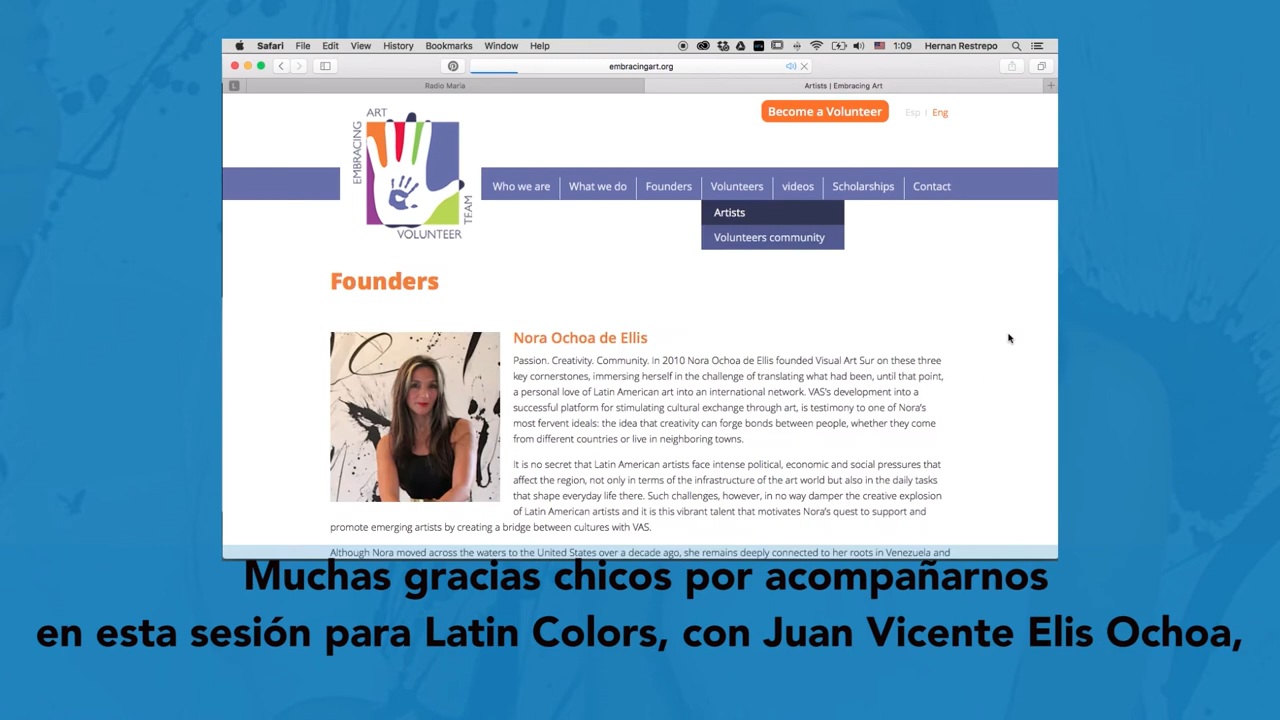 Safari File Edit View History Bookmarks Window Help 1:09 Hernan Restrepo
embracingart.org
L Radio Maria Artists | Embracing Art
ART
EMBRACING
TEAM
VOLUNTEER
Become a Volunteer Esp | Eng
Who we are What we do Founders Volunteers videos Scholarships Contact
Artists
Volunteers community
Founders
Nora Ochoa de Ellis
Passion. Creativity. Community. In 2010 Nora Ochoa de Ellis founded Visual Art Sur on these three
key cornerstones, immersing herself in the challenge of translating what had been, until that point,
a personal love of Latin American art into an international network. VAS's development into a
successful platform for stimulating cultural exchange through art, is testimony to one of Nora's
most fervent ideals: the idea that creativity can forge bonds between people, whether they come
from different countries or live in neighboring towns.
It is no secret that Latin American artists face intense political, economic and social pressures that
affect the region, not only in terms of the infrastructure of the art world but also in the daily tasks
that shape everyday life there. Such challenges, however, in no way damper the creative explosion
of Latin American artists and it is this vibrant talent that motivates Nora's quest to support and
promote emerging artists by creating a bridge between cultures with VAS.
Although Nora moved across the waters to the United States over a decade ago, she remains deeply connected to her roots in Venezuela and
Muchas gracias chicos por acompañarnos
en esta sesión para Latin Colors, con Juan Vicente Elis Ochoa,